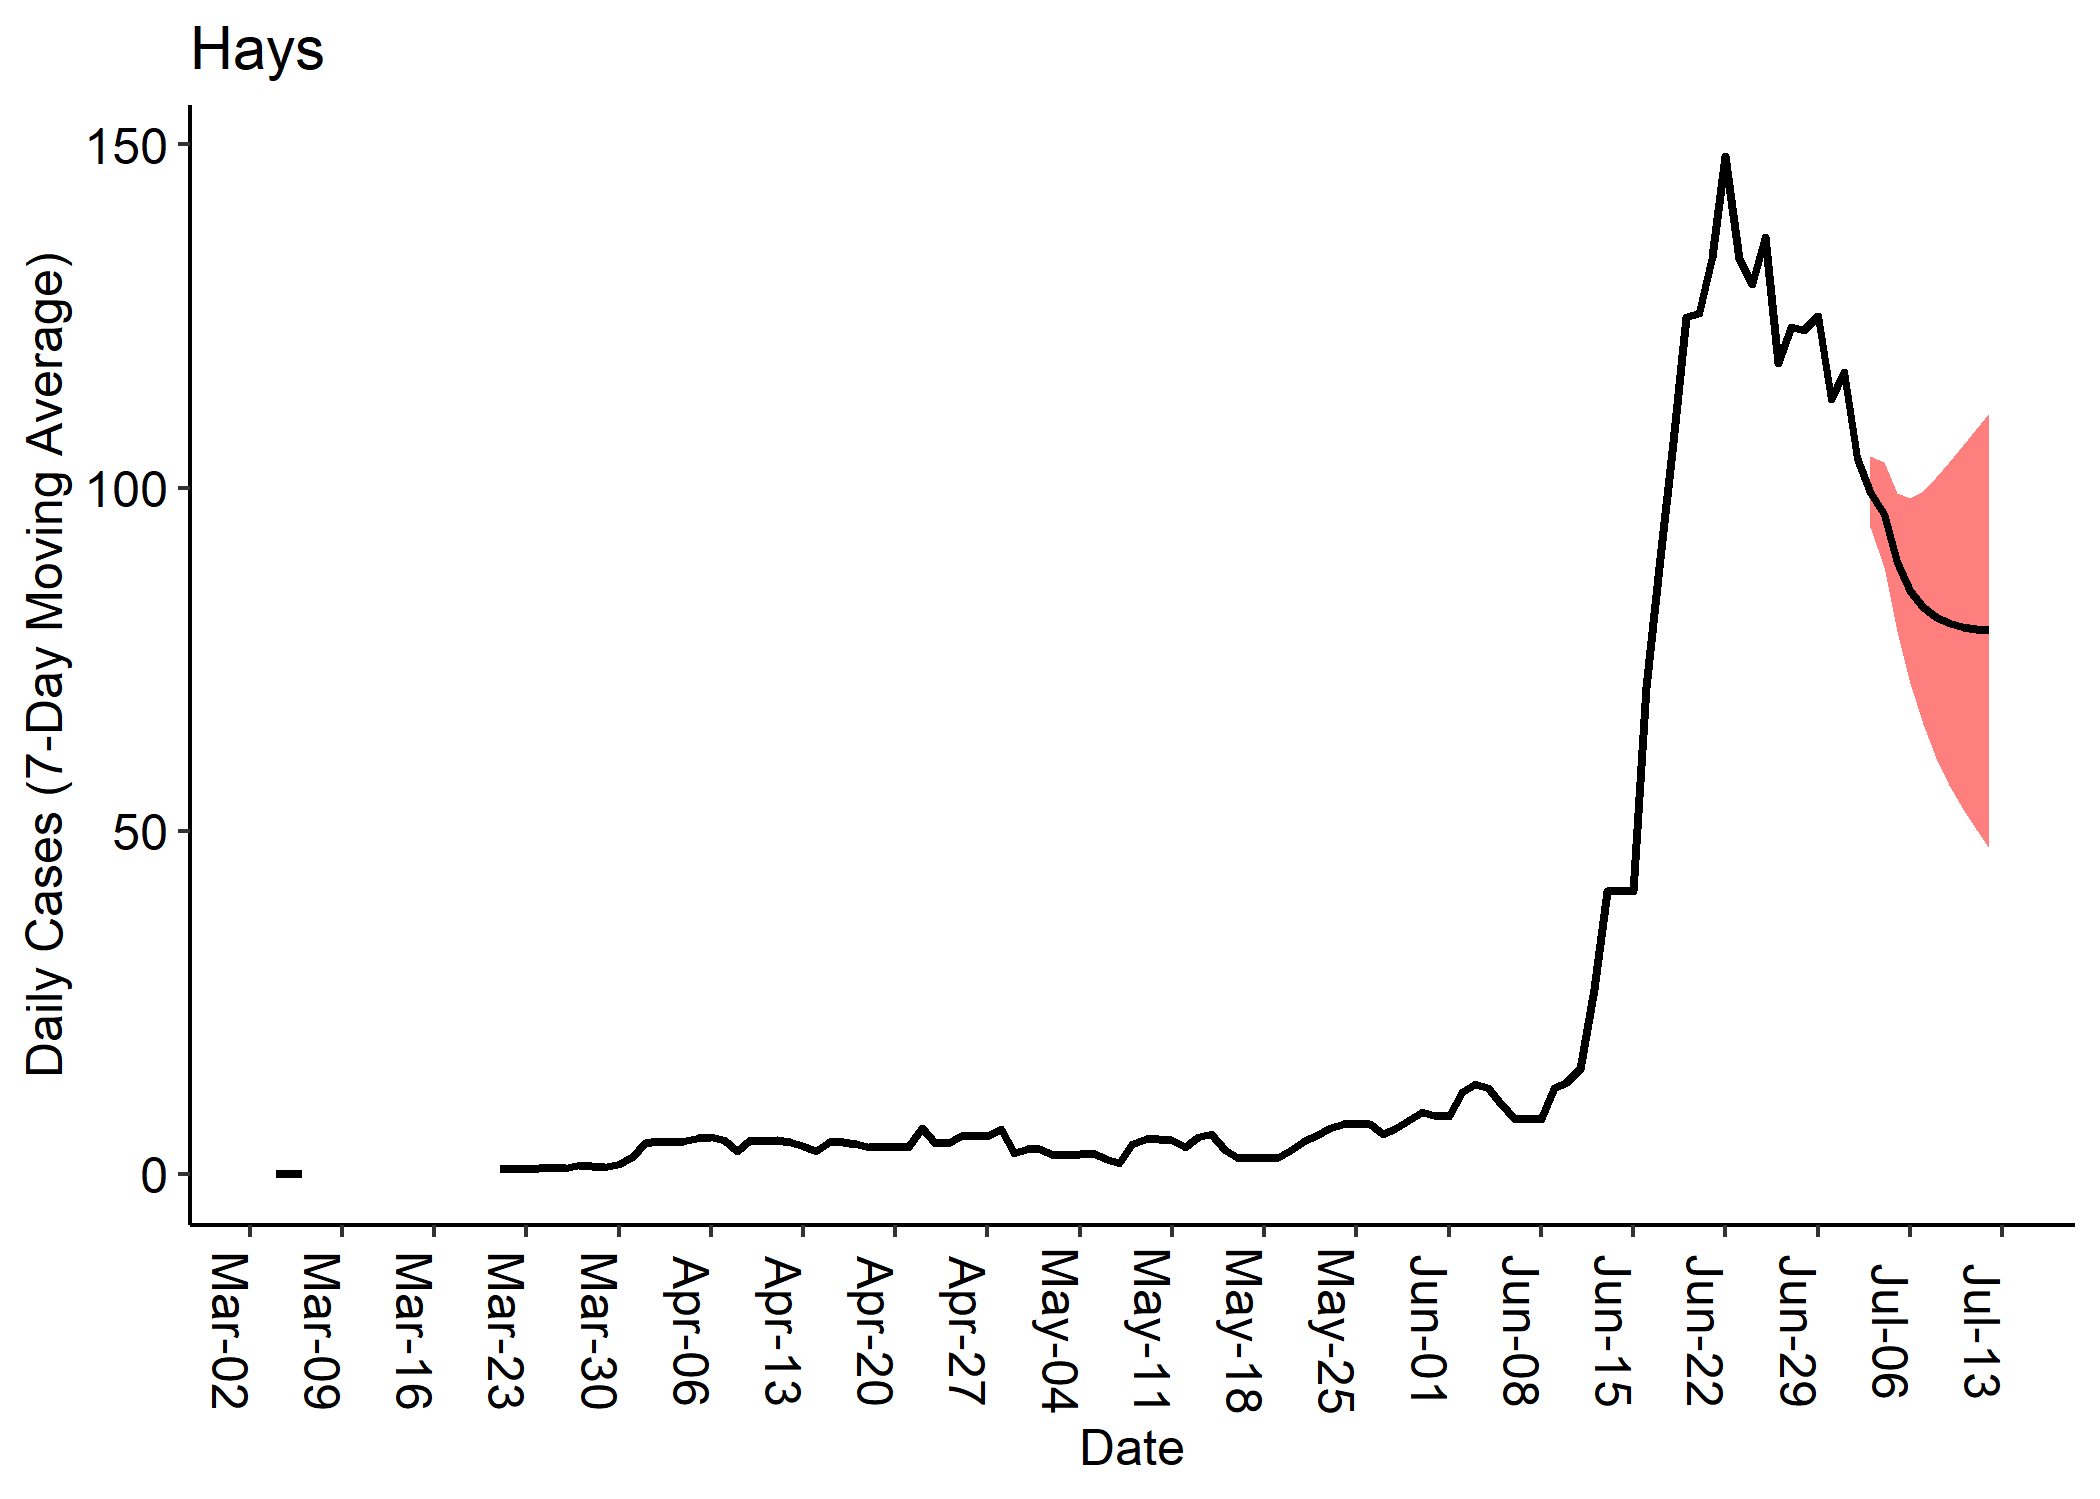 Hays
Daily Cases (7-Day Moving Average)
150
100
50
0
Mar-02
Mar-09
Mar-16
Mar-23
Mar-30
Apr-06
Apr-13
Apr-20
Apr-27
May-04
May-11
May-18
May-25
Jun-01
Jun-08
Jun-15
Jun-22
Jun-29
Jul-06
Jul-13
Date